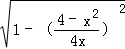 √(1 − ((4 − x²)/(4x))²)